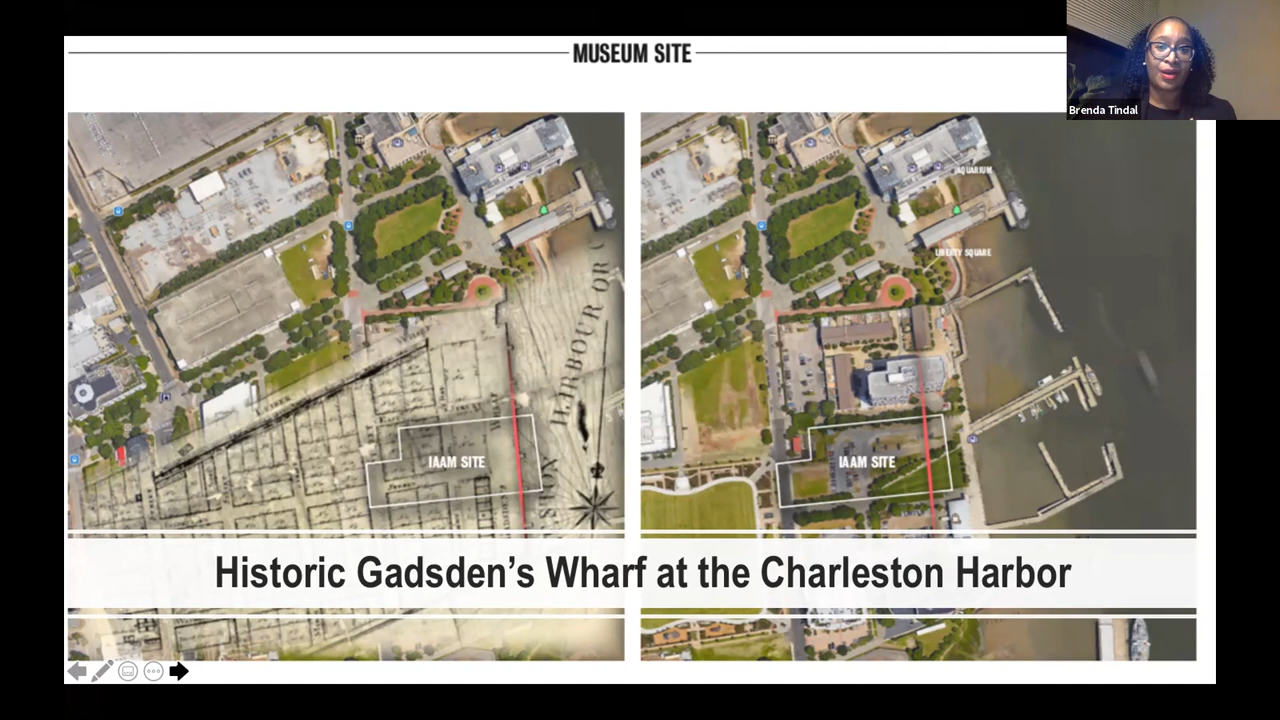 MUSEUM SITE
Brenda Tindal
AQUARIUM
LIBERTY SQUARE
HARBOUR OR
IAAM SITE
IAAM SITE
Historic Gadsden's Wharf at the Charleston Harbor